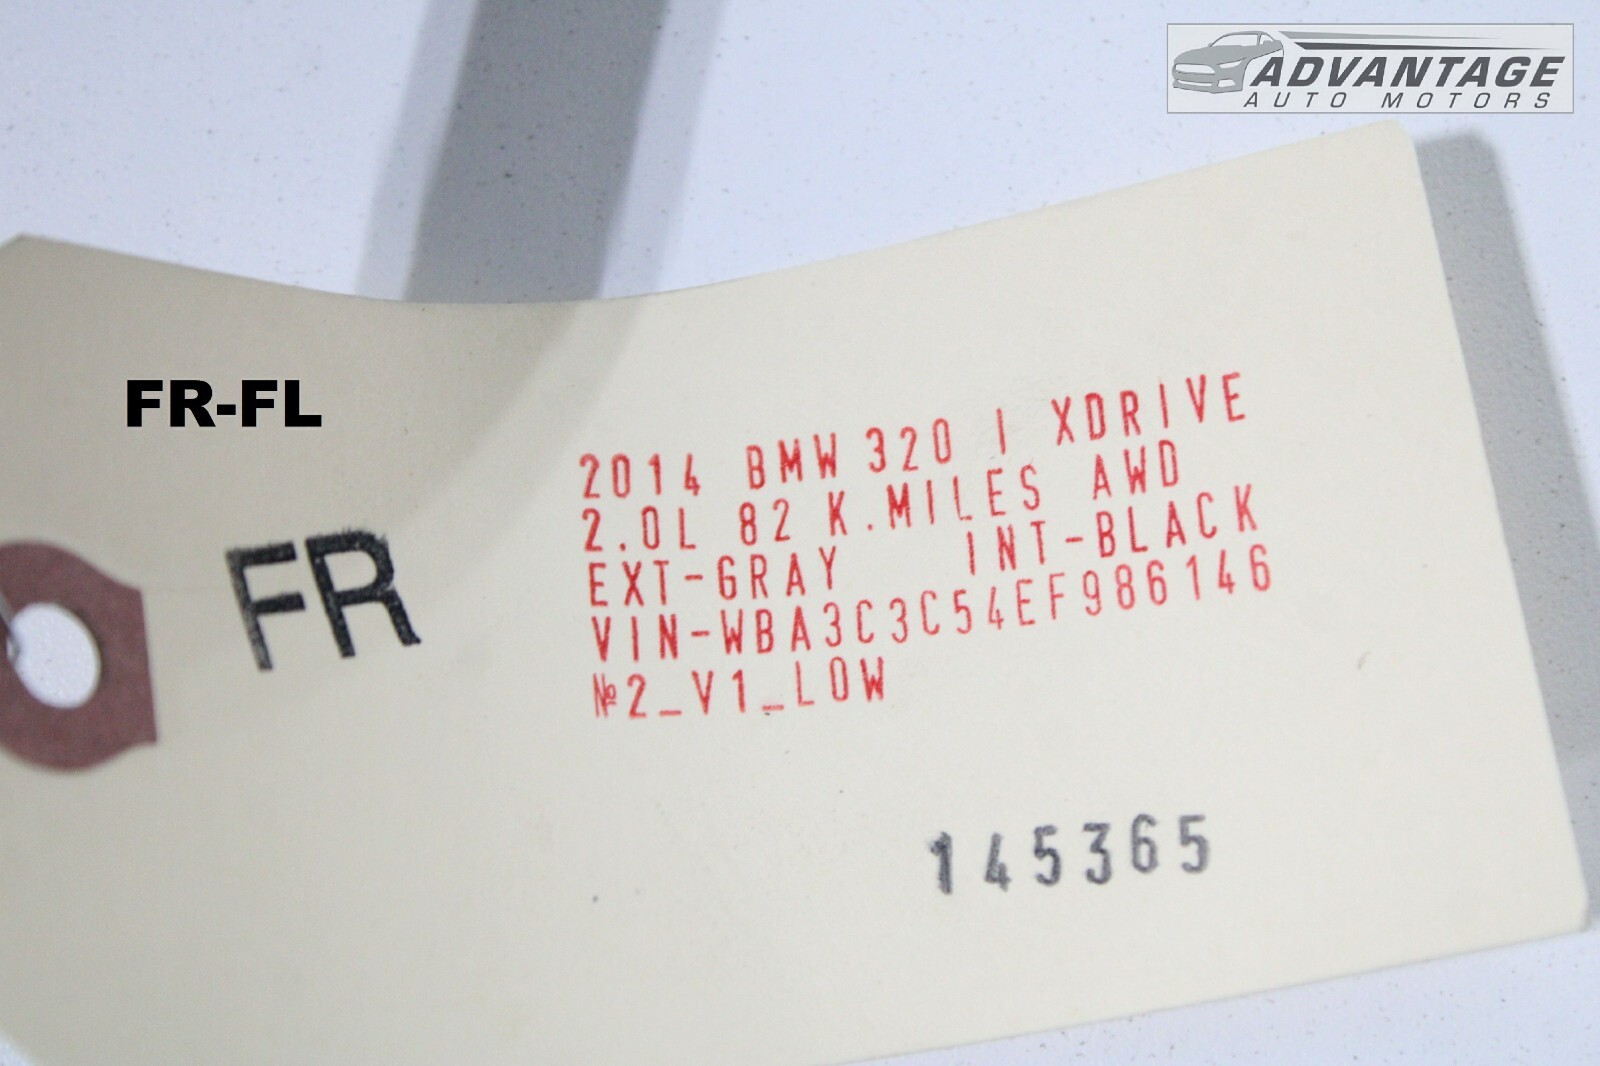 ADVANTAGE
AUTO MOTORS
FR-FL
FR
2014 BMW 320 I XDRIVE
2.0L 82 K.MILES AWD
EXT-GRAY INT-BLACK
VIN-WBA3C3C54EF986146
№2_V1_LOW
145365